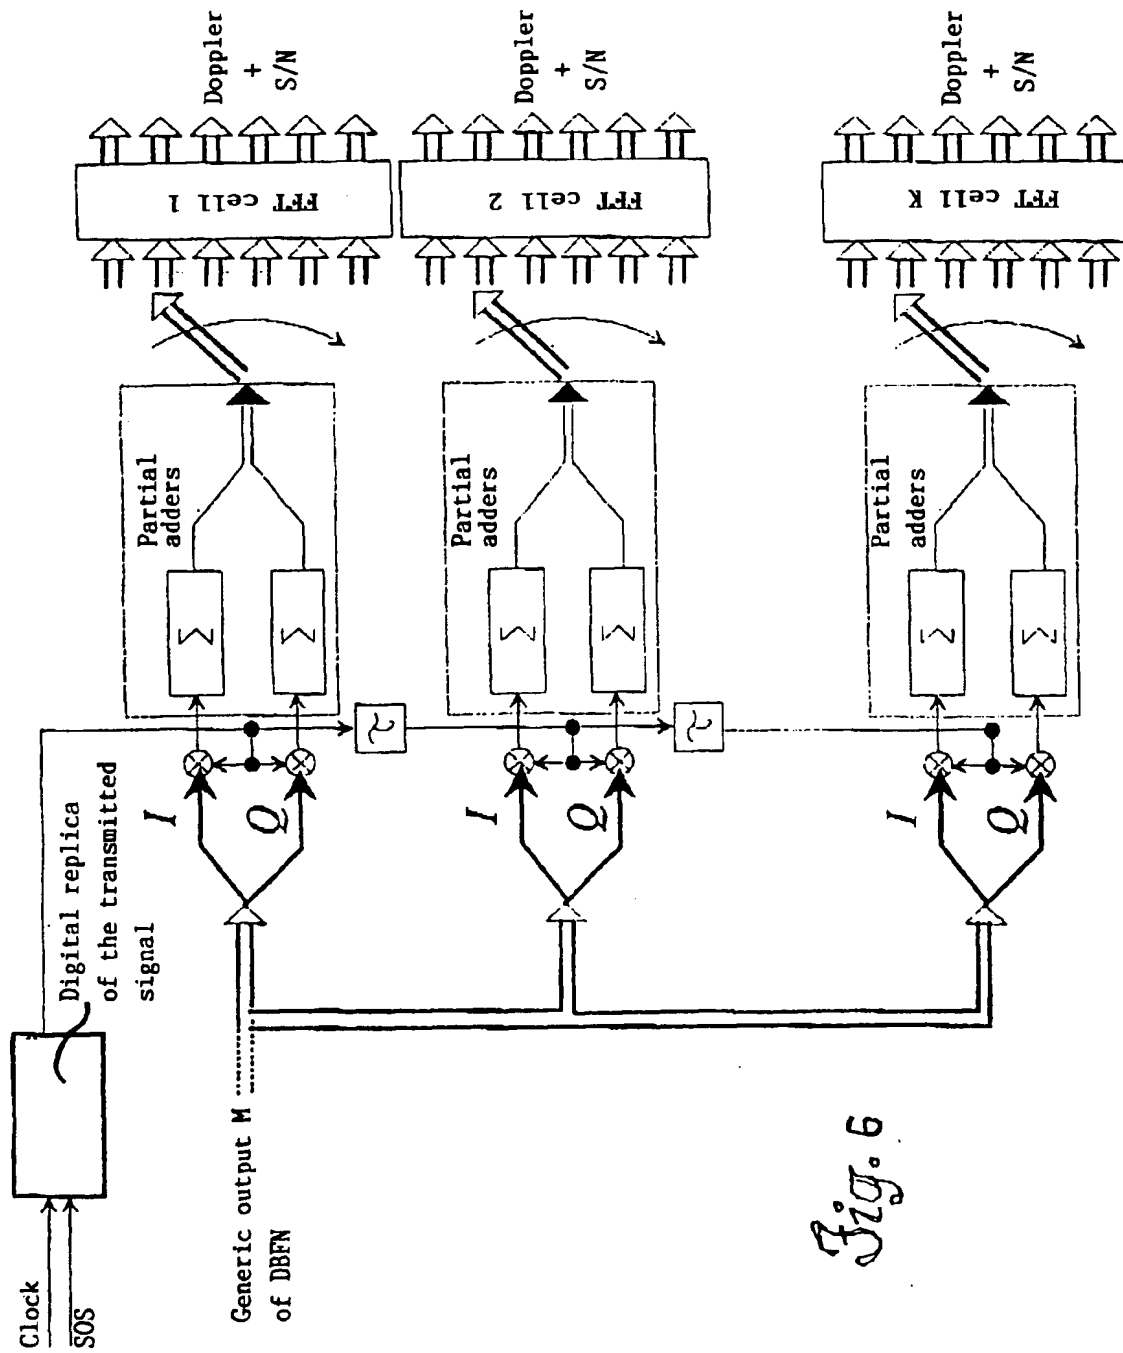 Clock
SOS
Digital replica
of the transmitted
signal
Generic output M
of DBFN
I
Q
Partial
adders
Σ
Σ
τ
FFT cell 1
Doppler
+
S/N
I
Q
Partial
adders
Σ
Σ
τ
FFT cell 2
Doppler
+
S/N
I
Q
Partial
adders
Σ
Σ
FFT cell K
Doppler
+
S/N
Fig. 6